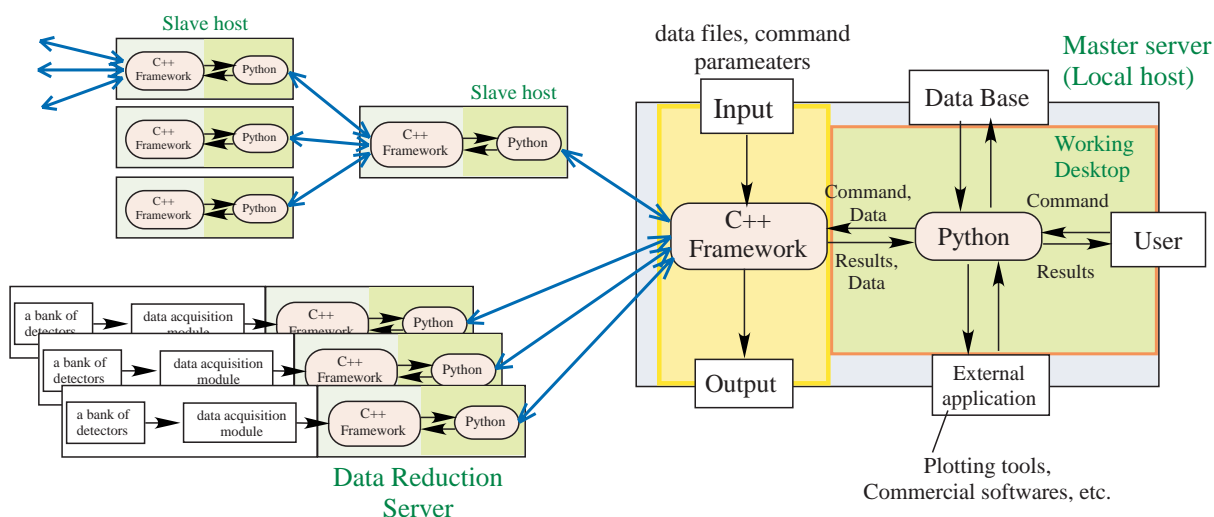 Slave host
C++
Framework
Python
C++
Framework
Python
C++
Framework
Python
Slave host
C++
Framework
Python
data files, command
parameaters
Master server
(Local host)
Input
Data Base
Working
Desktop
Command,
Data
Command
C++
Framework
Python
User
Results,
Data
Results
Output
External
application
Plotting tools,
Commercial softwares, etc.
a bank of
detectors
data acquisition
module
C++
Framework
Python
a bank of
detectors
data acquisition
module
C++
Framework
Python
a bank of
detectors
data acquisition
module
C++
Framework
Python
Data Reduction
Server